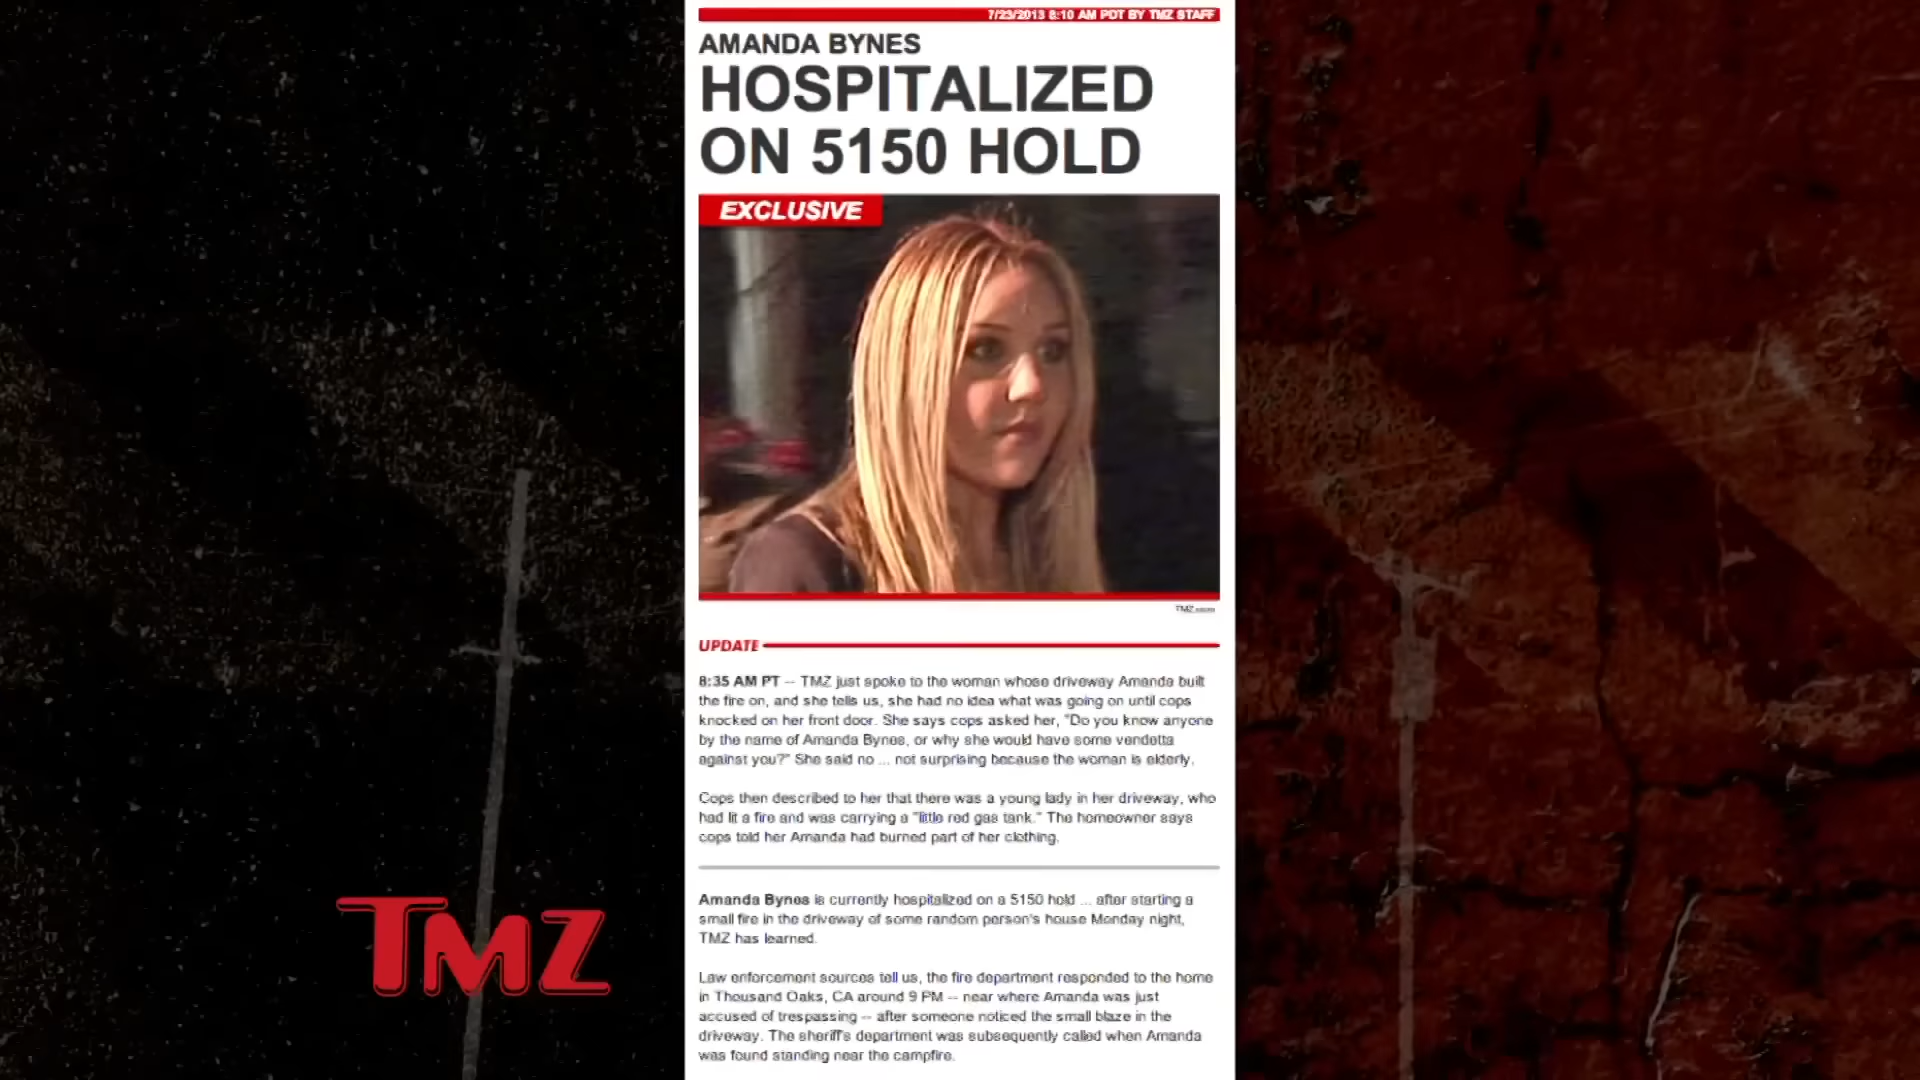 7/23/2013 8:10 AM PDT BY TMZ STAFF
AMANDA BYNES
HOSPITALIZED
ON 5150 HOLD
EXCLUSIVE
TMZ
UPDATE
8:35 AM PT -- TMZ just spoke to the woman whose driveway Amanda built
the fire on, and she tells us, she had no idea what was going on until cops
knocked on her front door. She says cops asked her, "Do you know anyone
by the name of Amanda Bynes, or why she would have some vendetta
against you?" She said no ... not surprising because the woman is elderly.
Cops then described to her that there was a young lady in her driveway, who
had lit a fire and was carrying a "little red gas tank." The homeowner says
cops told her Amanda had burned part of her clothing.
Amanda Bynes is currently hospitalized on a 5150 hold ... after starting a
small fire in the driveway of some random person's house Monday night,
TMZ has learned.
Law enforcement sources tell us, the fire department responded to the home
in Thousand Oaks, CA around 9 PM -- near where Amanda was just
accused of trespassing -- after someone noticed the small blaze in the
driveway. The sheriff's department was subsequently called when Amanda
was found standing near the campfire.
TMZ